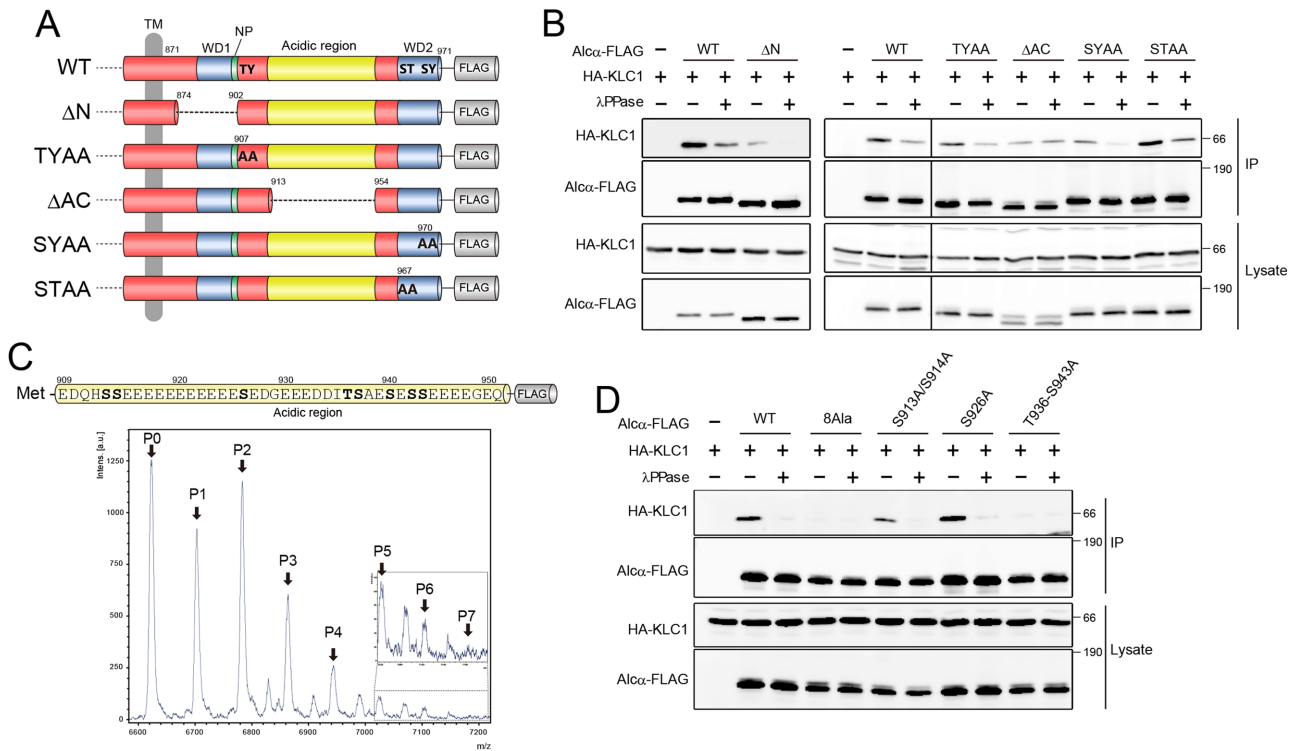 A
TM
871
WD1
NP
Acidic region
WD2
971
WT
TY
ST SY
FLAG
874
902
ΔN
FLAG
907
TYAA
AA
FLAG
913
954
ΔAC
FLAG
970
SYAA
AA
FLAG
967
STAA
AA
FLAG
B
Alcα-FLAG − WT ΔN − WT TYAA ΔAC SYAA STAA
HA-KLC1 + + + + + + + + + + + + + + + +
λPPase − − + − + − − + − + − + − + − +
HA-KLC1
66
190
Alcα-FLAG
IP
HA-KLC1
66
190
Alcα-FLAG
Lysate
C
909 920 930 940 950
Met - EDQHSSEEEEEEEEEEEESEDGEEEDDITSAESESSEEEEGEQ FLAG
Acidic region
Intens. [a.u.]
P0
P1
P2
P3
P4
P5
P6
P7
1250
1000
750
500
250
0
6600 6700 6800 6900 7000 7100 7200
m/z
D
Alcα-FLAG − WT 8Ala S913A/S914A S926A T936-S943A
HA-KLC1 + + + + + + + + + + +
λPPase − − + − + − + − + − +
HA-KLC1
66
190
Alcα-FLAG
IP
HA-KLC1
66
190
Alcα-FLAG
Lysate